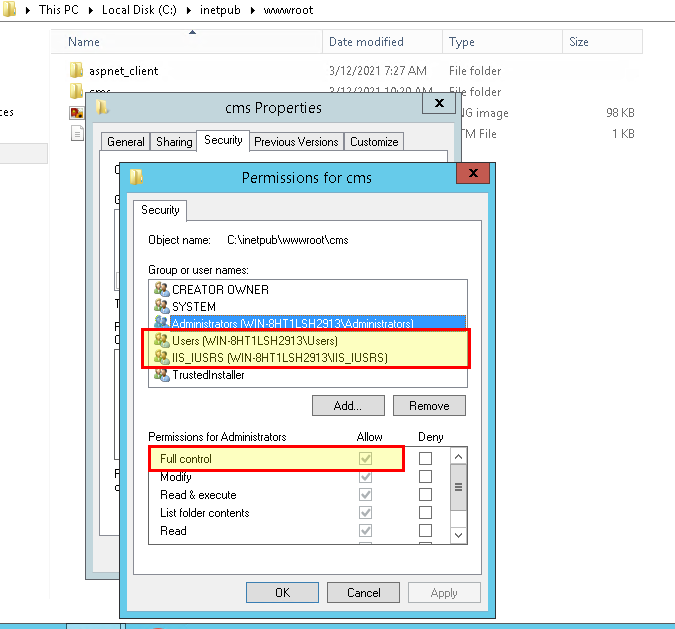 This PC Local Disk (C:) inetpub wwwroot
Name Date modified Type Size
aspnet_client 3/12/2021 7:27 AM File folder
cms 3/12/2021 10:20 AM File folder
cms Properties X
NG image 98 KB
TM File 1 KB
ces
General Sharing Security Previous Versions Customize
Permissions for cms X
Security
Object name: C:\inetpub\wwwroot\cms
Group or user names:
CREATOR OWNER
SYSTEM
Administrators (WIN-8HT1LSH2913\Administrators)
Users (WIN-8HT1LSH2913\Users)
IIS_IUSRS (WIN-8HT1LSH2913\IIS_IUSRS)
TrustedInstaller
Add... Remove
Permissions for Administrators Allow Deny
Full control
Modify
Read & execute
List folder contents
Read
OK Cancel Apply